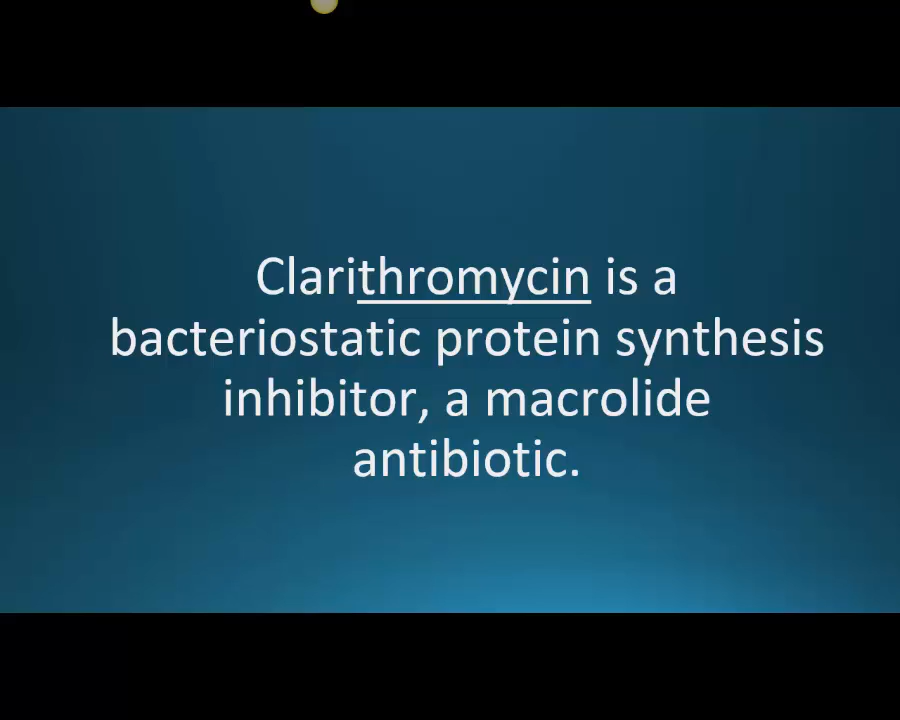 Clarithromycin is a
bacteriostatic protein synthesis
inhibitor, a macrolide
antibiotic.